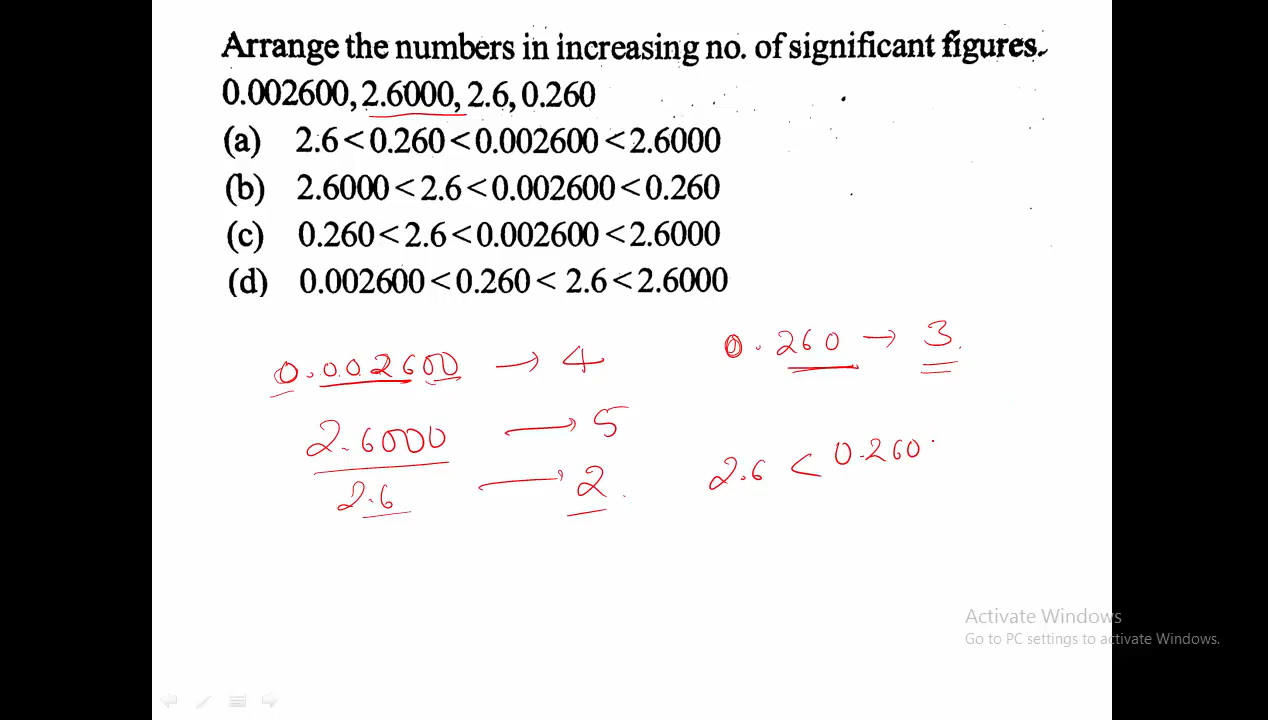 Arrange the numbers in increasing no. of significant figures.
0.002600, 2.6000, 2.6, 0.260
(a) 2.6 < 0.260 < 0.002600 < 2.6000
(b) 2.6000 < 2.6 < 0.002600 < 0.260
(c) 0.260 < 2.6 < 0.002600 < 2.6000
(d) 0.002600 < 0.260 < 2.6 < 2.6000
0.002600 → 4
0.260 → 3
2.6000 → 5
2.6 → 2
2.6 < 0.260
Activate Windows
Go to PC settings to activate Windows.